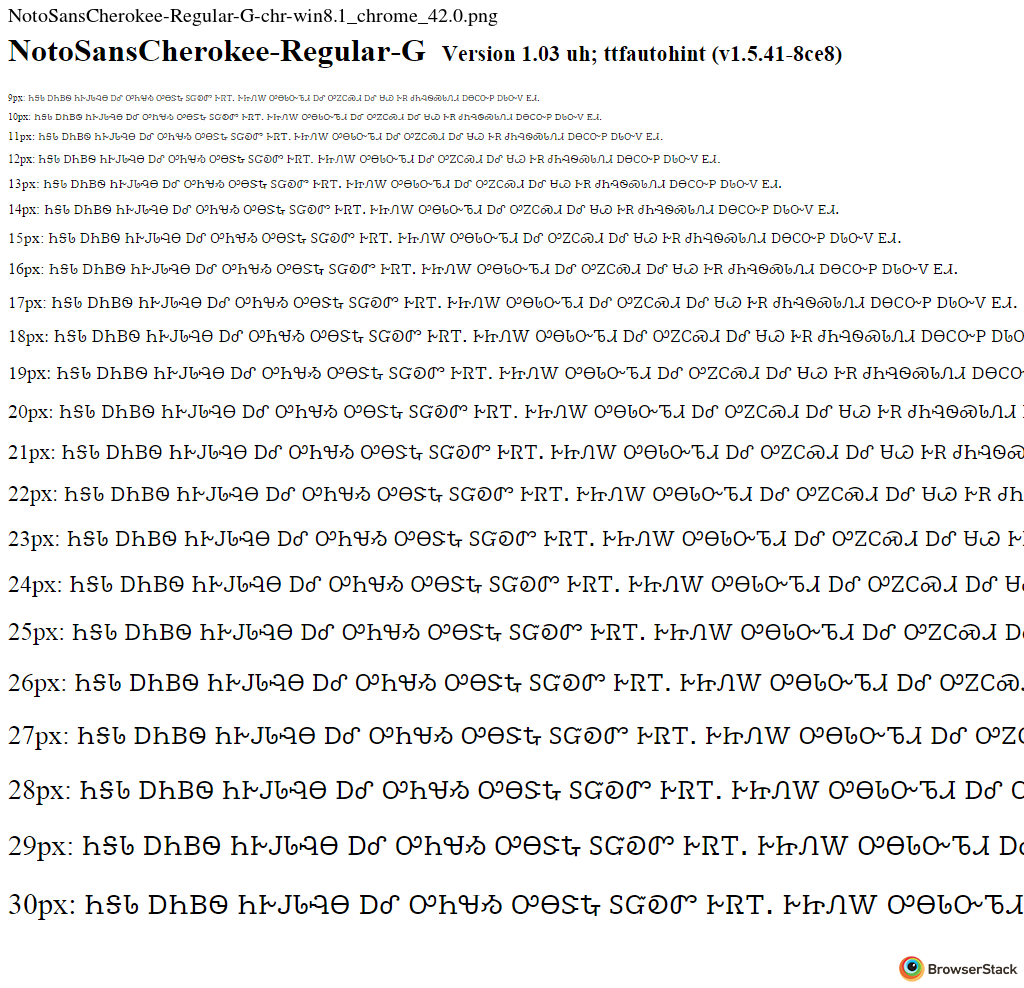 NotoSansCherokee-Regular-G-chr-win8.1_chrome_42.0.png
NotoSansCherokee-Regular-G Version 1.03 uh; ttfautohint (v1.5.41-8ce8)
9px: ᏂᎦᏓ ᎠᏂᏴᏫ ᏂᎨᎫᏓᎸᎾ ᎠᎴ ᎤᏂᏠᏱ ᎤᎾᏕᎿ ᏚᏳᎧᏛ ᎨᏒᎢ. ᎨᏥᏁᎳ ᎤᎾᏓᏅᏖᏗ ᎠᎴ ᎤᏃᏟᏍᏗ ᎠᎴ ᏌᏊ ᎨᏒ ᏧᏂᎸᏫᏍᏓᏁᏗ ᎠᎾᏟᏅᏢ ᎠᏓᏅᏙ ᎬᏗ.
10px: ᏂᎦᏓ ᎠᏂᏴᏫ ᏂᎨᎫᏓᎸᎾ ᎠᎴ ᎤᏂᏠᏱ ᎤᎾᏕᎿ ᏚᏳᎧᏛ ᎨᏒᎢ. ᎨᏥᏁᎳ ᎤᎾᏓᏅᏖᏗ ᎠᎴ ᎤᏃᏟᏍᏗ ᎠᎴ ᏌᏊ ᎨᏒ ᏧᏂᎸᏫᏍᏓᏁᏗ ᎠᎾᏟᏅᏢ ᎠᏓᏅᏙ ᎬᏗ.
11px: ᏂᎦᏓ ᎠᏂᏴᏫ ᏂᎨᎫᏓᎸᎾ ᎠᎴ ᎤᏂᏠᏱ ᎤᎾᏕᎿ ᏚᏳᎧᏛ ᎨᏒᎢ. ᎨᏥᏁᎳ ᎤᎾᏓᏅᏖᏗ ᎠᎴ ᎤᏃᏟᏍᏗ ᎠᎴ ᏌᏊ ᎨᏒ ᏧᏂᎸᏫᏍᏓᏁᏗ ᎠᎾᏟᏅᏢ ᎠᏓᏅᏙ ᎬᏗ.
12px: ᏂᎦᏓ ᎠᏂᏴᏫ ᏂᎨᎫᏓᎸᎾ ᎠᎴ ᎤᏂᏠᏱ ᎤᎾᏕᎿ ᏚᏳᎧᏛ ᎨᏒᎢ. ᎨᏥᏁᎳ ᎤᎾᏓᏅᏖᏗ ᎠᎴ ᎤᏃᏟᏍᏗ ᎠᎴ ᏌᏊ ᎨᏒ ᏧᏂᎸᏫᏍᏓᏁᏗ ᎠᎾᏟᏅᏢ ᎠᏓᏅᏙ ᎬᏗ.
13px: ᏂᎦᏓ ᎠᏂᏴᏫ ᏂᎨᎫᏓᎸᎾ ᎠᎴ ᎤᏂᏠᏱ ᎤᎾᏕᎿ ᏚᏳᎧᏛ ᎨᏒᎢ. ᎨᏥᏁᎳ ᎤᎾᏓᏅᏖᏗ ᎠᎴ ᎤᏃᏟᏍᏗ ᎠᎴ ᏌᏊ ᎨᏒ ᏧᏂᎸᏫᏍᏓᏁᏗ ᎠᎾᏟᏅᏢ ᎠᏓᏅᏙ ᎬᏗ.
14px: ᏂᎦᏓ ᎠᏂᏴᏫ ᏂᎨᎫᏓᎸᎾ ᎠᎴ ᎤᏂᏠᏱ ᎤᎾᏕᎿ ᏚᏳᎧᏛ ᎨᏒᎢ. ᎨᏥᏁᎳ ᎤᎾᏓᏅᏖᏗ ᎠᎴ ᎤᏃᏟᏍᏗ ᎠᎴ ᏌᏊ ᎨᏒ ᏧᏂᎸᏫᏍᏓᏁᏗ ᎠᎾᏟᏅᏢ ᎠᏓᏅᏙ ᎬᏗ.
15px: ᏂᎦᏓ ᎠᏂᏴᏫ ᏂᎨᎫᏓᎸᎾ ᎠᎴ ᎤᏂᏠᏱ ᎤᎾᏕᎿ ᏚᏳᎧᏛ ᎨᏒᎢ. ᎨᏥᏁᎳ ᎤᎾᏓᏅᏖᏗ ᎠᎴ ᎤᏃᏟᏍᏗ ᎠᎴ ᏌᏊ ᎨᏒ ᏧᏂᎸᏫᏍᏓᏁᏗ ᎠᎾᏟᏅᏢ ᎠᏓᏅᏙ ᎬᏗ.
16px: ᏂᎦᏓ ᎠᏂᏴᏫ ᏂᎨᎫᏓᎸᎾ ᎠᎴ ᎤᏂᏠᏱ ᎤᎾᏕᎿ ᏚᏳᎧᏛ ᎨᏒᎢ. ᎨᏥᏁᎳ ᎤᎾᏓᏅᏖᏗ ᎠᎴ ᎤᏃᏟᏍᏗ ᎠᎴ ᏌᏊ ᎨᏒ ᏧᏂᎸᏫᏍᏓᏁᏗ ᎠᎾᏟᏅᏢ ᎠᏓᏅᏙ ᎬᏗ.
17px: ᏂᎦᏓ ᎠᏂᏴᏫ ᏂᎨᎫᏓᎸᎾ ᎠᎴ ᎤᏂᏠᏱ ᎤᎾᏕᎿ ᏚᏳᎧᏛ ᎨᏒᎢ. ᎨᏥᏁᎳ ᎤᎾᏓᏅᏖᏗ ᎠᎴ ᎤᏃᏟᏍᏗ ᎠᎴ ᏌᏊ ᎨᏒ ᏧᏂᎸᏫᏍᏓᏁᏗ ᎠᎾᏟᏅᏢ ᎠᏓᏅᏙ ᎬᏗ.
18px: ᏂᎦᏓ ᎠᏂᏴᏫ ᏂᎨᎫᏓᎸᎾ ᎠᎴ ᎤᏂᏠᏱ ᎤᎾᏕᎿ ᏚᏳᎧᏛ ᎨᏒᎢ. ᎨᏥᏁᎳ ᎤᎾᏓᏅᏖᏗ ᎠᎴ ᎤᏃᏟᏍᏗ ᎠᎴ ᏌᏊ ᎨᏒ ᏧᏂᎸᏫᏍᏓᏁᏗ ᎠᎾᏟᏅᏢ ᎠᏓ
19px: ᏂᎦᏓ ᎠᏂᏴᏫ ᏂᎨᎫᏓᎸᎾ ᎠᎴ ᎤᏂᏠᏱ ᎤᎾᏕᎿ ᏚᏳᎧᏛ ᎨᏒᎢ. ᎨᏥᏁᎳ ᎤᎾᏓᏅᏖᏗ ᎠᎴ ᎤᏃᏟᏍᏗ ᎠᎴ ᏌᏊ ᎨᏒ ᏧᏂᎸᏫᏍᏓᏁᏗ ᎠᎾᏟ
20px: ᏂᎦᏓ ᎠᏂᏴᏫ ᏂᎨᎫᏓᎸᎾ ᎠᎴ ᎤᏂᏠᏱ ᎤᎾᏕᎿ ᏚᏳᎧᏛ ᎨᏒᎢ. ᎨᏥᏁᎳ ᎤᎾᏓᏅᏖᏗ ᎠᎴ ᎤᏃᏟᏍᏗ ᎠᎴ ᏌᏊ ᎨᏒ ᏧᏂᎸᏫᏍᏓᏁᏗ
21px: ᏂᎦᏓ ᎠᏂᏴᏫ ᏂᎨᎫᏓᎸᎾ ᎠᎴ ᎤᏂᏠᏱ ᎤᎾᏕᎿ ᏚᏳᎧᏛ ᎨᏒᎢ. ᎨᏥᏁᎳ ᎤᎾᏓᏅᏖᏗ ᎠᎴ ᎤᏃᏟᏍᏗ ᎠᎴ ᏌᏊ ᎨᏒ ᏧᏂᎸᏫᏍ
22px: ᏂᎦᏓ ᎠᏂᏴᏫ ᏂᎨᎫᏓᎸᎾ ᎠᎴ ᎤᏂᏠᏱ ᎤᎾᏕᎿ ᏚᏳᎧᏛ ᎨᏒᎢ. ᎨᏥᏁᎳ ᎤᎾᏓᏅᏖᏗ ᎠᎴ ᎤᏃᏟᏍᏗ ᎠᎴ ᏌᏊ ᎨᏒ ᏧᏂ
23px: ᏂᎦᏓ ᎠᏂᏴᏫ ᏂᎨᎫᏓᎸᎾ ᎠᎴ ᎤᏂᏠᏱ ᎤᎾᏕᎿ ᏚᏳᎧᏛ ᎨᏒᎢ. ᎨᏥᏁᎳ ᎤᎾᏓᏅᏖᏗ ᎠᎴ ᎤᏃᏟᏍᏗ ᎠᎴ ᏌᏊ Ꭸ
24px: ᏂᎦᏓ ᎠᏂᏴᏫ ᏂᎨᎫᏓᎸᎾ ᎠᎴ ᎤᏂᏠᏱ ᎤᎾᏕᎿ ᏚᏳᎧᏛ ᎨᏒᎢ. ᎨᏥᏁᎳ ᎤᎾᏓᏅᏖᏗ ᎠᎴ ᎤᏃᏟᏍᏗ ᎠᎴ Ꮜ
25px: ᏂᎦᏓ ᎠᏂᏴᏫ ᏂᎨᎫᏓᎸᎾ ᎠᎴ ᎤᏂᏠᏱ ᎤᎾᏕᎿ ᏚᏳᎧᏛ ᎨᏒᎢ. ᎨᏥᏁᎳ ᎤᎾᏓᏅᏖᏗ ᎠᎴ ᎤᏃᏟᏍᏗ Ꭰ
26px: ᏂᎦᏓ ᎠᏂᏴᏫ ᏂᎨᎫᏓᎸᎾ ᎠᎴ ᎤᏂᏠᏱ ᎤᎾᏕᎿ ᏚᏳᎧᏛ ᎨᏒᎢ. ᎨᏥᏁᎳ ᎤᎾᏓᏅᏖᏗ ᎠᎴ ᎤᏃᏟᏍ
27px: ᏂᎦᏓ ᎠᏂᏴᏫ ᏂᎨᎫᏓᎸᎾ ᎠᎴ ᎤᏂᏠᏱ ᎤᎾᏕᎿ ᏚᏳᎧᏛ ᎨᏒᎢ. ᎨᏥᏁᎳ ᎤᎾᏓᏅᏖᏗ ᎠᎴ ᎤᏃ
28px: ᏂᎦᏓ ᎠᏂᏴᏫ ᏂᎨᎫᏓᎸᎾ ᎠᎴ ᎤᏂᏠᏱ ᎤᎾᏕᎿ ᏚᏳᎧᏛ ᎨᏒᎢ. ᎨᏥᏁᎳ ᎤᎾᏓᏅᏖᏗ ᎠᎴ
29px: ᏂᎦᏓ ᎠᏂᏴᏫ ᏂᎨᎫᏓᎸᎾ ᎠᎴ ᎤᏂᏠᏱ ᎤᎾᏕᎿ ᏚᏳᎧᏛ ᎨᏒᎢ. ᎨᏥᏁᎳ ᎤᎾᏓᏅᏖᏗ ᎠᎴ
30px: ᏂᎦᏓ ᎠᏂᏴᏫ ᏂᎨᎫᏓᎸᎾ ᎠᎴ ᎤᏂᏠᏱ ᎤᎾᏕᎿ ᏚᏳᎧᏛ ᎨᏒᎢ. ᎨᏥᏁᎳ ᎤᎾᏓᏅᏖᏗ
BrowserStack